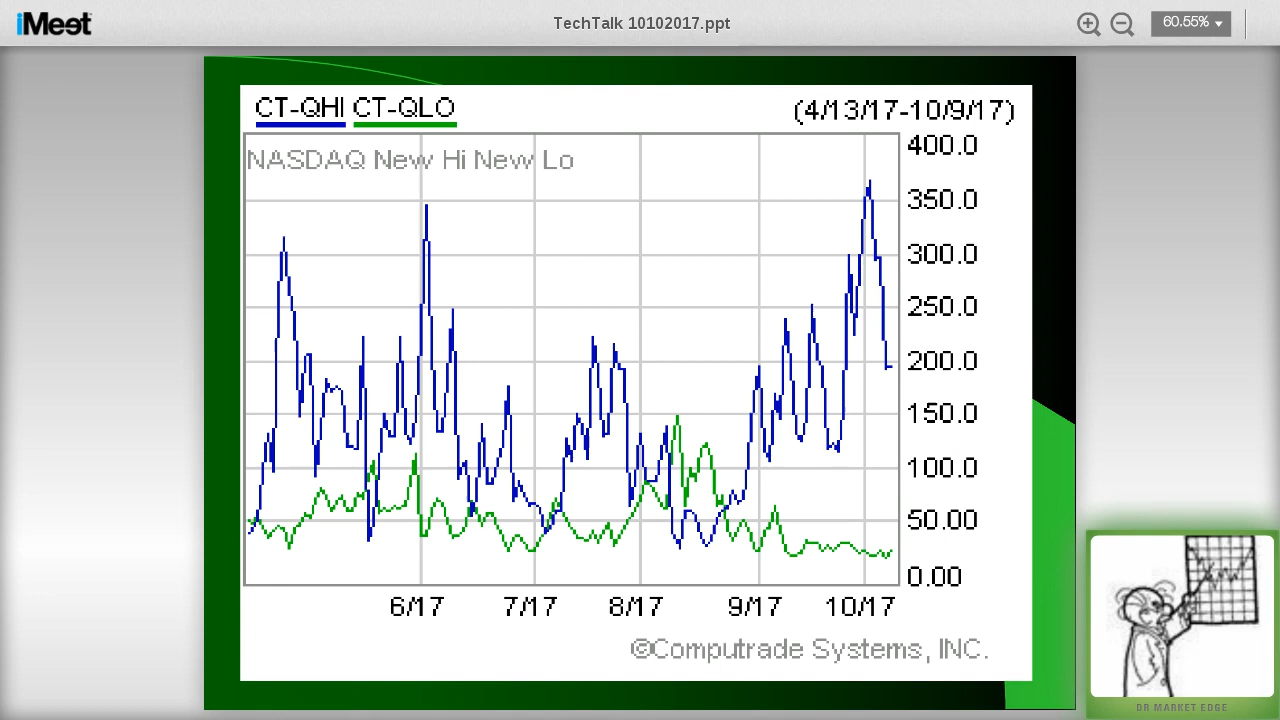 iMeet
TechTalk 10102017.ppt
60.55%
CT-QHI CT-QLO
(4/13/17-10/9/17)
NASDAQ New Hi New Lo
400.0
350.0
300.0
250.0
200.0
150.0
100.0
50.00
0.00
6/17 7/17 8/17 9/17 10/17
©Computrade Systems, INC.
DR MARKET EDGE